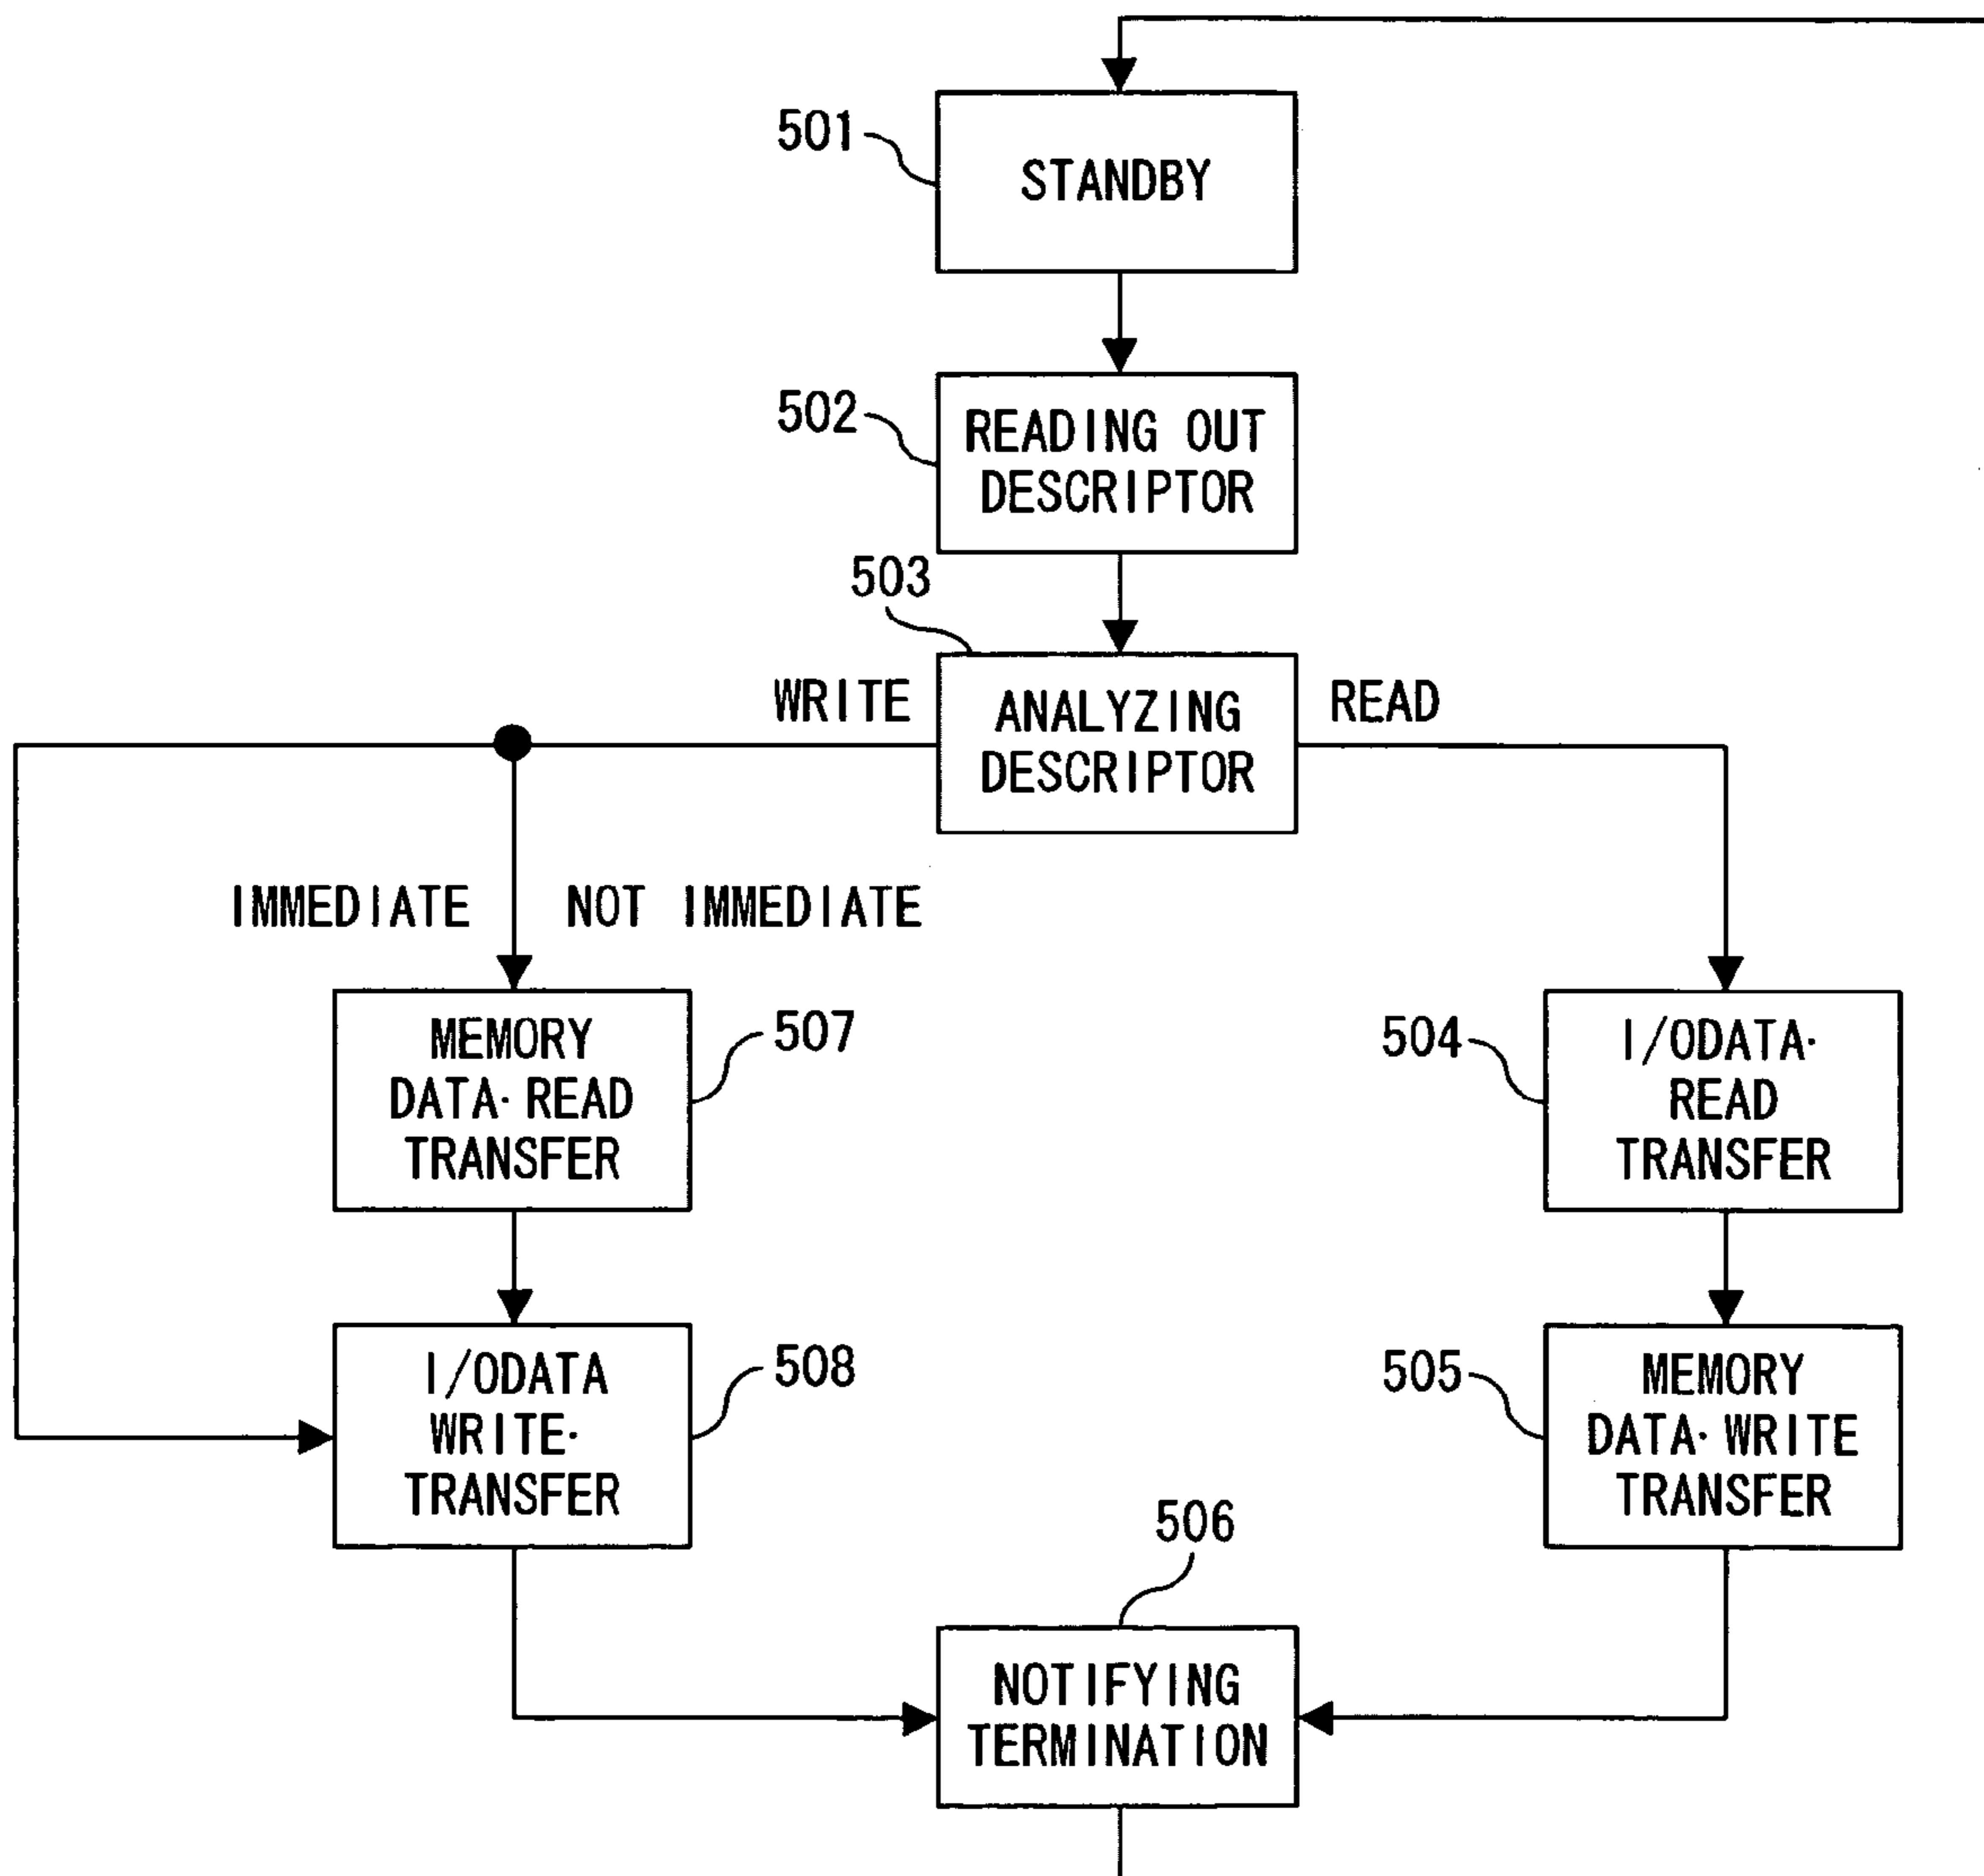 501
STANDBY
502
READING OUT
DESCRIPTOR
503
WRITE
ANALYZING
DESCRIPTOR
READ
IMMEDIATE
NOT IMMEDIATE
MEMORY
DATA· READ
TRANSFER
507
504
I/ODATA·
READ
TRANSFER
I/ODATA
WRITE·
TRANSFER
508
505
MEMORY
DATA· WRITE
TRANSFER
506
NOTIFYING
TERMINATION